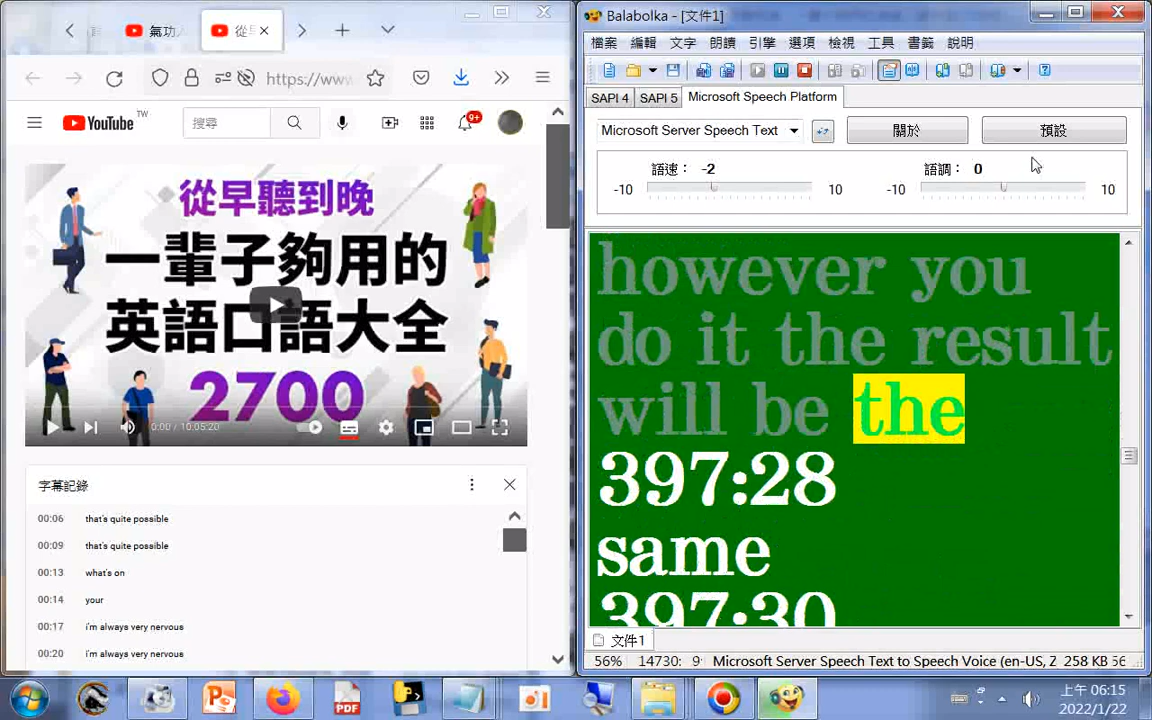 氣功
從
https://www
YouTube TW
搜尋
9+
從早聽到晚
一輩子夠用的
英語口語大全
2700
0:00 / 10:05:20
字幕記錄
00:06 that's quite possible
00:09 that's quite possible
00:13 what's on
00:14 your
00:17 i'm always very nervous
00:20 i'm always very nervous
Balabolka - [文件1]
檔案 編輯 文字 朗讀 引擎 選項 檢視 工具 書籤 說明
SAPI 4 SAPI 5 Microsoft Speech Platform
Microsoft Server Speech Text
關於
預設
語速： -2
-10 10
語調： 0
-10 10
however you
do it the result
will be the
397:28
same
397:30
文件1
56% 14730: 9 Microsoft Server Speech Text to Speech Voice (en-US, Z 258 KB 56
PDF
上午 06:15
2022/1/22